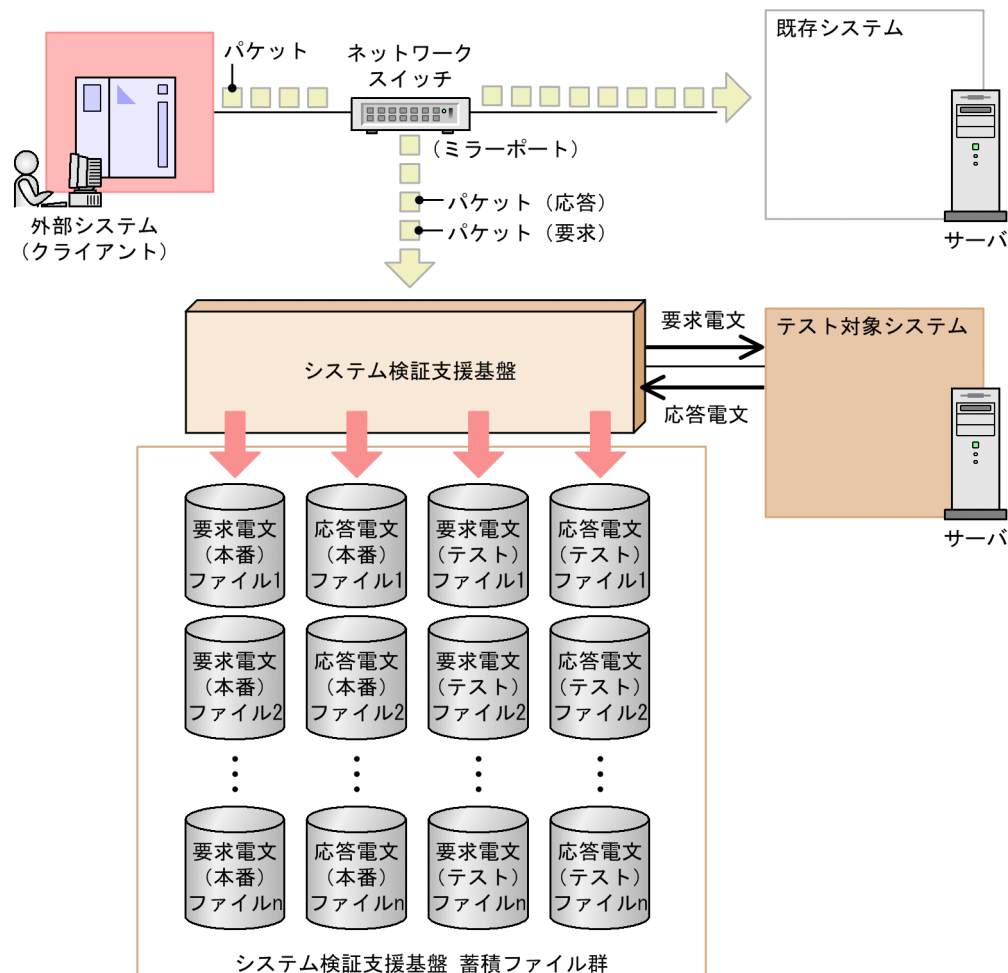 既存システム
パケット
ネットワーク
スイッチ
(ミラーポート)
パケット(応答)
パケット(要求)
外部システム
(クライアント)
サーバ
要求電文
応答電文
テスト対象システム
サーバ
システム検証支援基盤
要求電文
(本番)
ファイル1
応答電文
(本番)
ファイル1
要求電文
(テスト)
ファイル1
応答電文
(テスト)
ファイル1
要求電文
(本番)
ファイル2
応答電文
(本番)
ファイル2
要求電文
(テスト)
ファイル2
応答電文
(テスト)
ファイル2
要求電文
(本番)
ファイルn
応答電文
(本番)
ファイルn
要求電文
(テスト)
ファイルn
応答電文
(テスト)
ファイルn
システム検証支援基盤 蓄積ファイル群